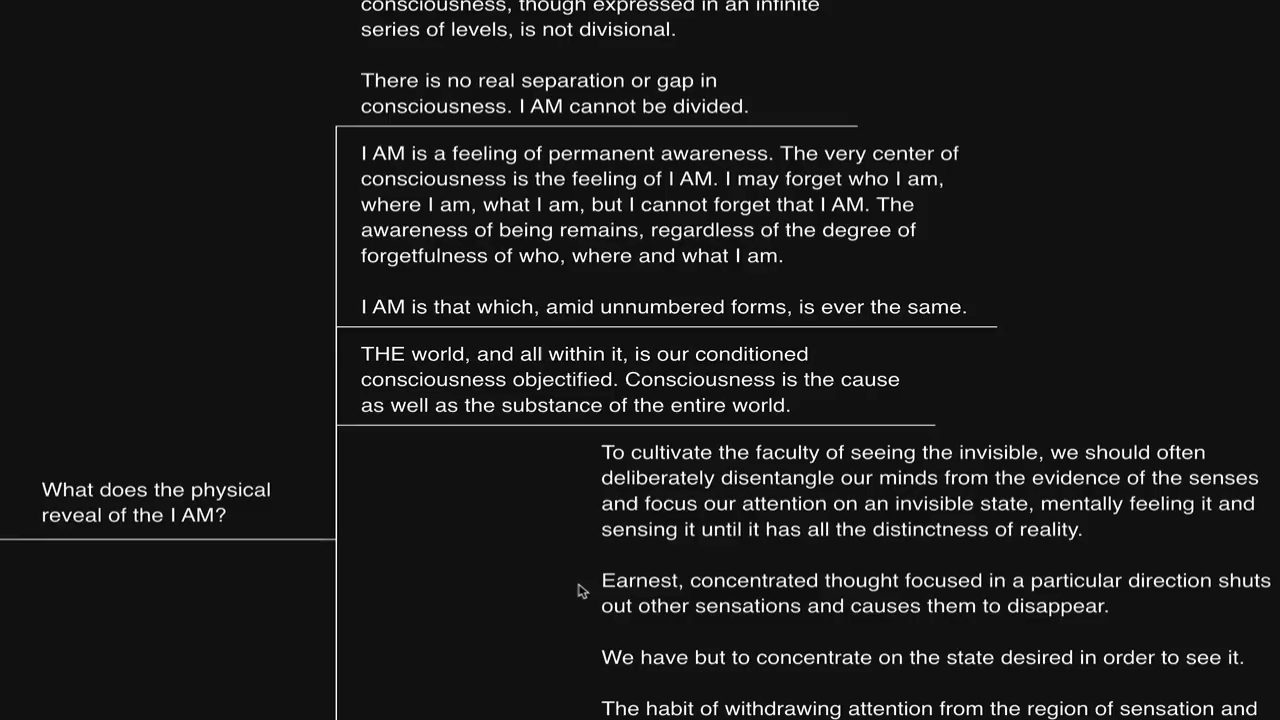 consciousness, though expressed in an infinite
series of levels, is not divisional.
There is no real separation or gap in
consciousness. I AM cannot be divided.
I AM is a feeling of permanent awareness. The very center of
consciousness is the feeling of I AM. I may forget who I am,
where I am, what I am, but I cannot forget that I AM. The
awareness of being remains, regardless of the degree of
forgetfulness of who, where and what I am.
I AM is that which, amid unnumbered forms, is ever the same.
THE world, and all within it, is our conditioned
consciousness objectified. Consciousness is the cause
as well as the substance of the entire world.
What does the physical
reveal of the I AM?
To cultivate the faculty of seeing the invisible, we should often
deliberately disentangle our minds from the evidence of the senses
and focus our attention on an invisible state, mentally feeling it and
sensing it until it has all the distinctness of reality.
Earnest, concentrated thought focused in a particular direction shuts
out other sensations and causes them to disappear.
We have but to concentrate on the state desired in order to see it.
The habit of withdrawing attention from the region of sensation and